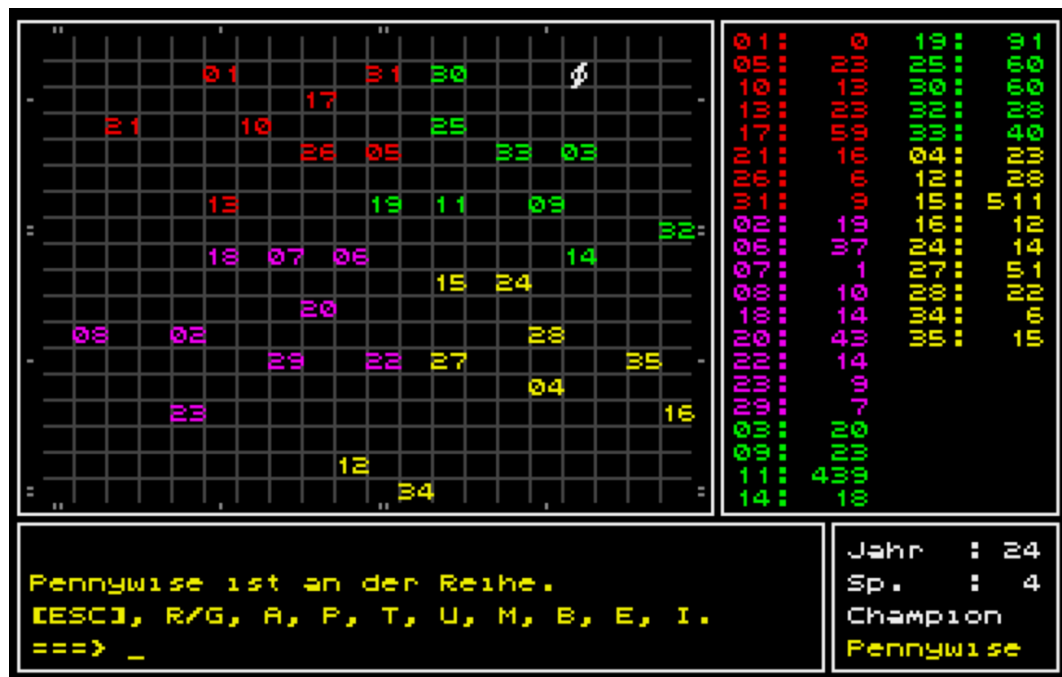 01 31 30
17
21 10 25
26 05 33 03
13 19 11 09
32
18 07 06 14
15 24
20
08 02 28
29 22 27 35
04
23 16
12
34
01: 0 19: 91
05: 23 25: 60
10: 13 30: 60
13: 23 32: 28
17: 59 33: 40
21: 16 04: 23
26: 6 12: 28
31: 9 15: 511
02: 19 16: 12
06: 37 24: 14
07: 1 27: 51
08: 10 28: 22
18: 14 34: 6
20: 43 35: 15
22: 14
23: 9
29: 7
03: 20
09: 23
11: 439
14: 18
Pennywise ist an der Reihe.
[ESC], R/G, A, P, T, U, M, B, E, I.
===> _
Jahr : 24
Sp. : 4
Champion
Pennywise